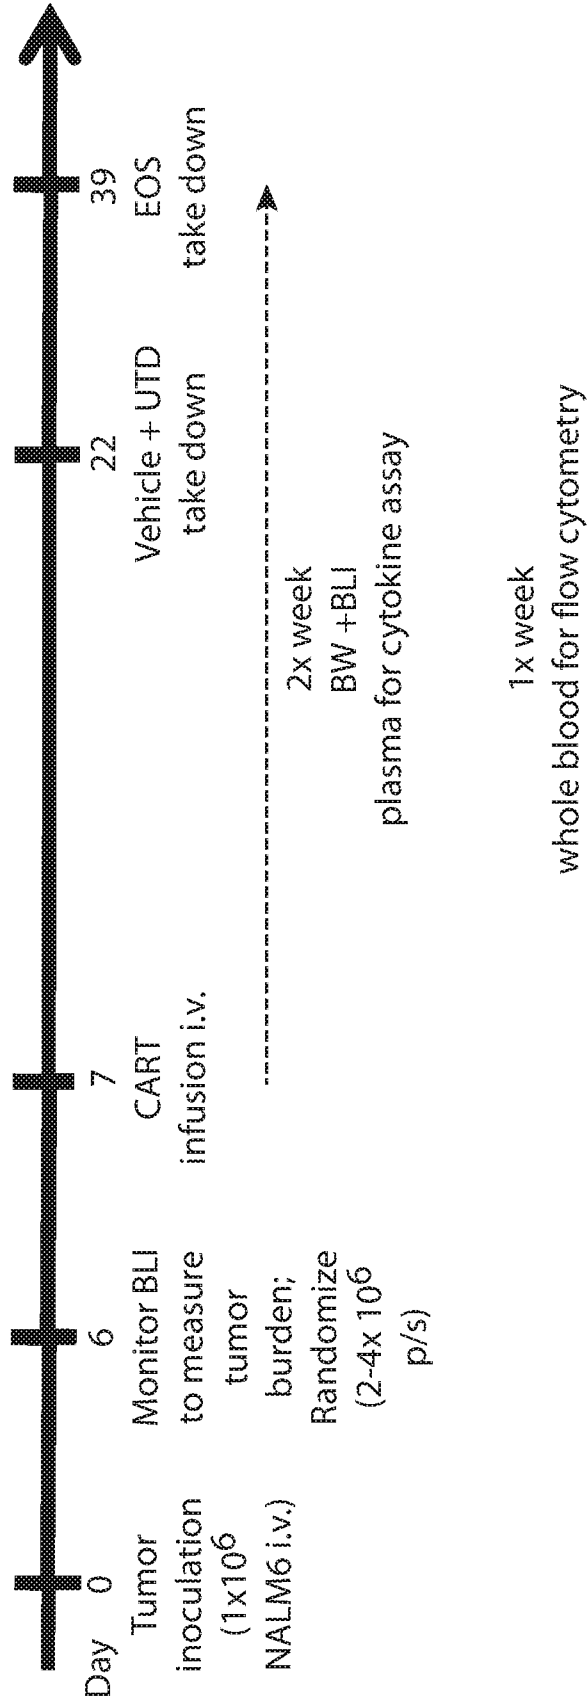 Day
0
Tumor
inoculation
(1x10⁶
NALM6 i.v.)
6
Monitor BLI
to measure
tumor
burden;
Randomize
(2-4x 10⁶
p/s)
7
CART
infusion i.v.
22
Vehicle + UTD
take down
39
EOS
take down
2x week
BW +BLI
plasma for cytokine assay
1x week
whole blood for flow cytometry